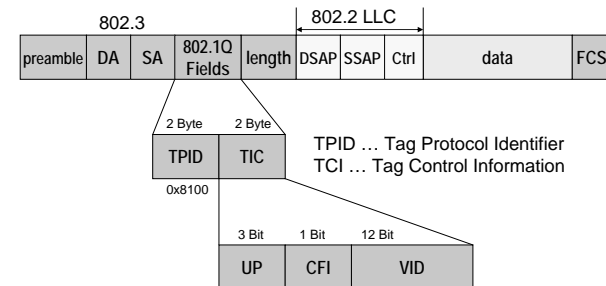 802.3
802.2 LLC
preamble DA SA 802.1Q length DSAP SSAP Ctrl data FCS
Fields
2 Byte 2 Byte
TPID TIC
TPID … Tag Protocol Identifier
TCI … Tag Control Information
0x8100
3 Bit 1 Bit 12 Bit
UP CFI VID